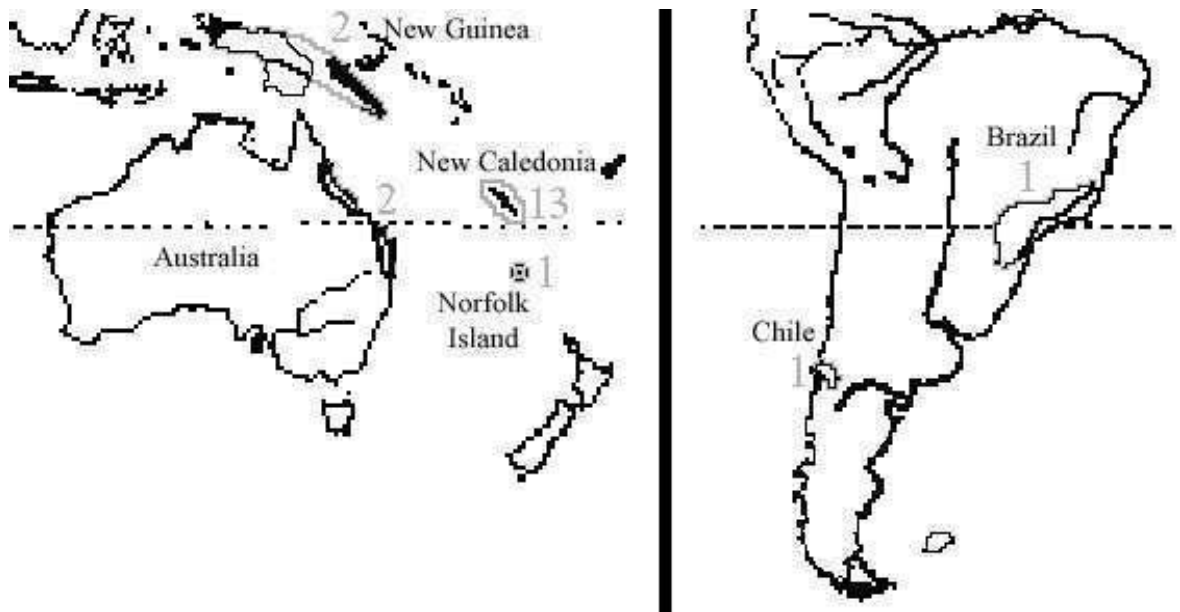 2 New Guinea
New Caledonia
13
2
Australia
1
Norfolk
Island
Brazil
1
Chile
1